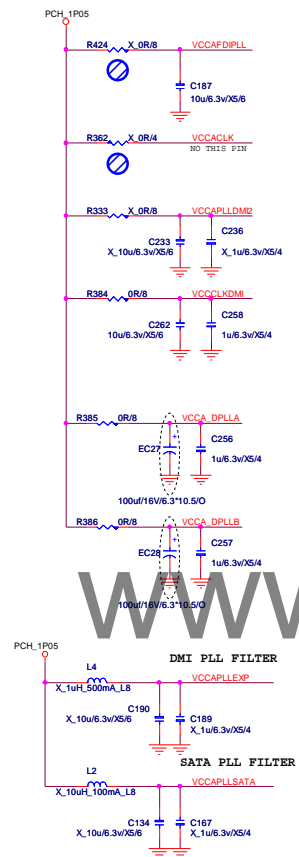 PCH_1P05
R424 X_0R/8 VCCAFDIPLL
C187
10u/6.3v/X5/6
R362 X_0R/4 VCCACLK
NO THIS PIN
R333 X_0R/8 VCCAPLLDMI2
C233 C236
X_10u/6.3v/X5/6 X_1u/6.3v/X5/4
R384 0R/8 VCCCLKDMI
C262 C258
10u/6.3v/X5/6 1u/6.3v/X5/4
R385 0R/8 VCCA_DPLLA
EC27 + C256
1u/6.3v/X5/4
100uf/16V/6.3*10.5/O
R386 0R/8 VCCA_DPLLB
EC28 + C257
1u/6.3v/X5/4
100uf/16V/6.3*10.5/O
WWW
PCH_1P05
DMI PLL FILTER
L4 VCCAPLLEXP
X_1uH_500mA_L8
C190 C189
X_10u/6.3v/X5/6 X_1u/6.3v/X5/4
SATA PLL FILTER
L2 VCCAPLLSATA
X_10uH_100mA_L8
C134 C167
X_10u/6.3v/X5/6 X_1u/6.3v/X5/4